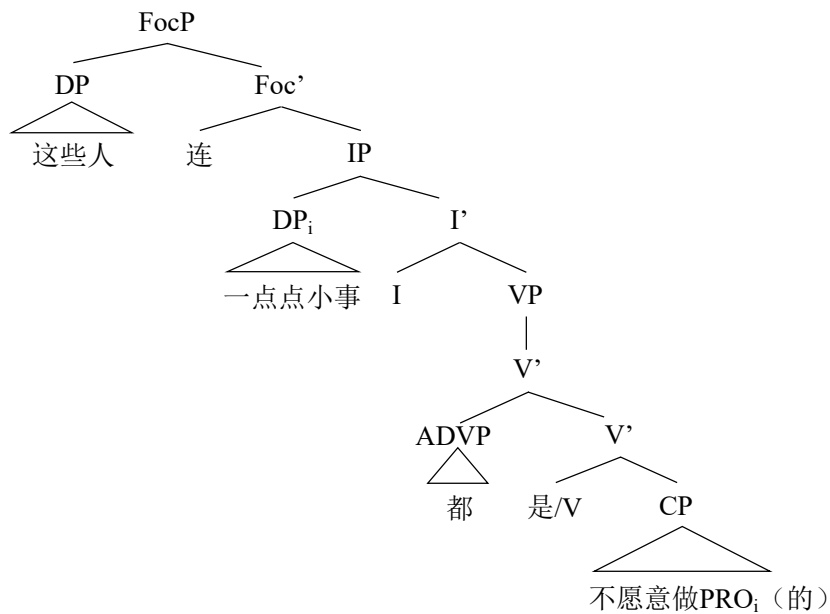 FocP
DP Foc’
这些人 连 IP
DPᵢ I’
一点点小事 I VP
V’
ADVP V’
都 是/V CP
不愿意做PROᵢ（的）